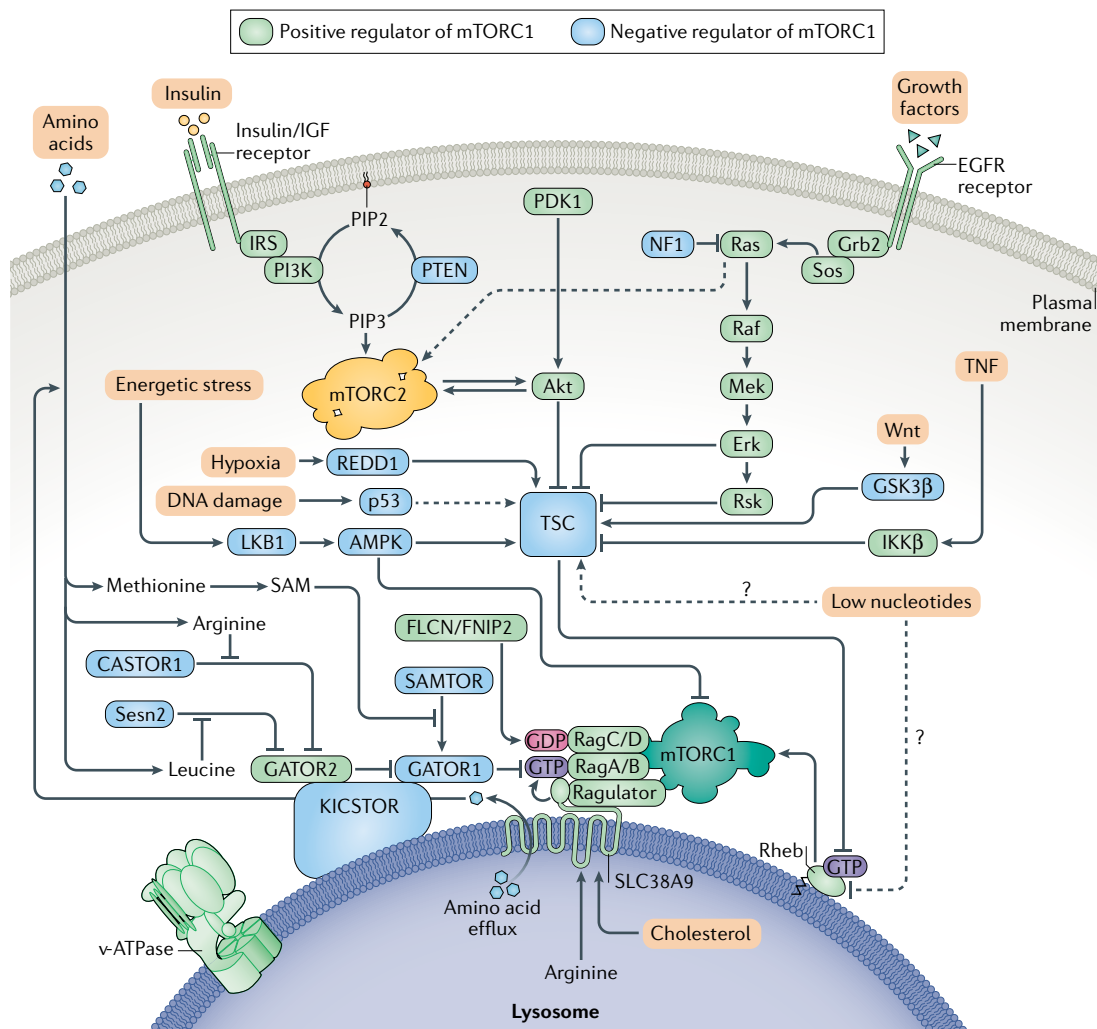 Positive regulator of mTORC1
Negative regulator of mTORC1
Insulin
Growth
factors
Amino
acids
Insulin/IGF
receptor
EGFR
receptor
PIP2
PDK1
IRS
PI3K
PTEN
NF1
Ras
Grb2
Sos
PIP3
Raf
Plasma
membrane
TNF
Energetic stress
mTORC2
Akt
Mek
Wnt
Hypoxia
REDD1
Erk
GSK3β
DNA damage
p53
TSC
Rsk
LKB1
AMPK
IKKβ
Methionine
SAM
?
Low nucleotides
Arginine
FLCN/FNIP2
CASTOR1
SAMTOR
Sesn2
GDP
RagC/D
mTORC1
?
Leucine
GATOR2
GATOR1
GTP
RagA/B
Ragulator
KICSTOR
Rheb
GTP
SLC38A9
Amino acid
efflux
Cholesterol
v-ATPase
Arginine
Lysosome